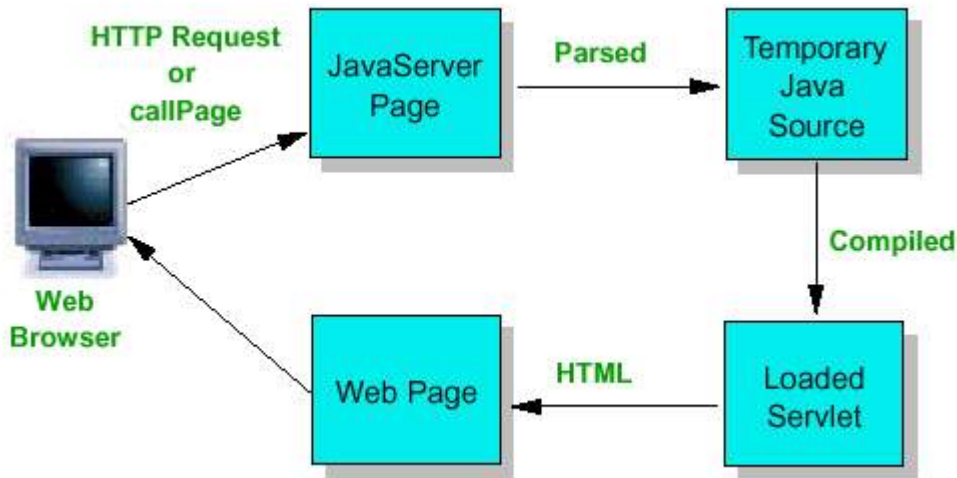 HTTP Request
or
callPage
JavaServer
Page
Parsed
Temporary
Java
Source
Compiled
Web
Browser
Web Page
HTML
Loaded
Servlet